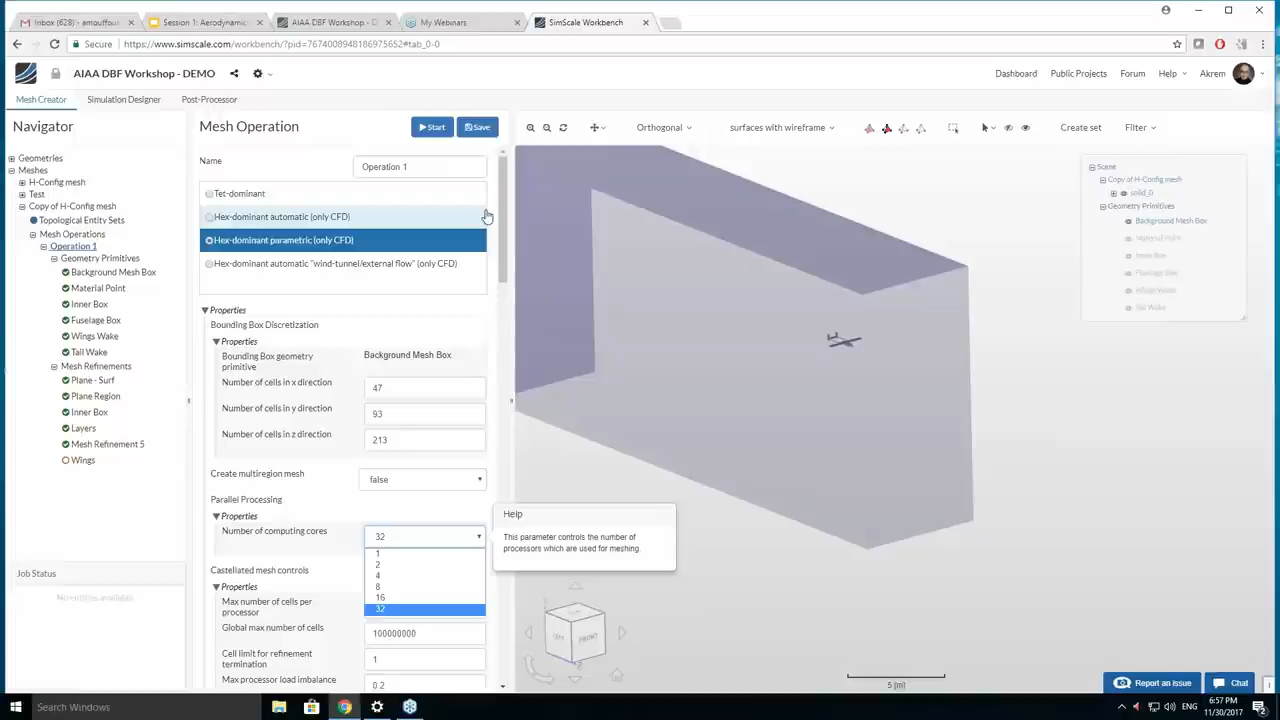 Inbox (628) - amouffou
Session 1: Aerodynamic
AIAA DBF Workshop - D
My Webinars
SimScale Workbench
Secure
https://www.simscale.com/workbench/?pid=7674008948186975652#tab_0-0
AIAA DBF Workshop - DEMO
Dashboard
Public Projects
Forum
Help
Akrem
Mesh Creator
Simulation Designer
Post-Processor
Navigator
Geometries
Meshes
H-Config mesh
Test
Copy of H-Config mesh
Topological Entity Sets
Mesh Operations
Operation 1
Geometry Primitives
Background Mesh Box
Material Point
Inner Box
Fuselage Box
Wings Wake
Tail Wake
Mesh Refinements
Plane - Surf
Plane Region
Inner Box
Layers
Mesh Refinement 5
Wings
Job Status
Mesh Operation
Start
Save
Name
Operation 1
Tet-dominant
Hex-dominant automatic (only CFD)
Hex-dominant parametric (only CFD)
Hex-dominant automatic "wind-tunnel/external flow" (only CFD)
Properties
Bounding Box Discretization
Properties
Bounding Box geometry
primitive
Background Mesh Box
Number of cells in x direction
47
Number of cells in y direction
93
Number of cells in z direction
213
Create multiregion mesh
false
Parallel Processing
Properties
Number of computing cores
32
1
2
4
8
16
32
Castellated mesh controls
Properties
Max number of cells per
processor
Global max number of cells
100000000
Cell limit for refinement
termination
1
Max processor load imbalance
0.2
Help
This parameter controls the number of
processors which are used for meshing.
Orthogonal
surfaces with wireframe
Create set
Filter
Scene
Copy of H-Config mesh
solid_0
Geometry Primitives
Background Mesh Box
Material Point
Inner Box
Fuselage Box
Wings Wake
Tail Wake
FRONT
5 [m]
Report an issue
Chat
Search Windows
ENG
6:57 PM
11/30/2017